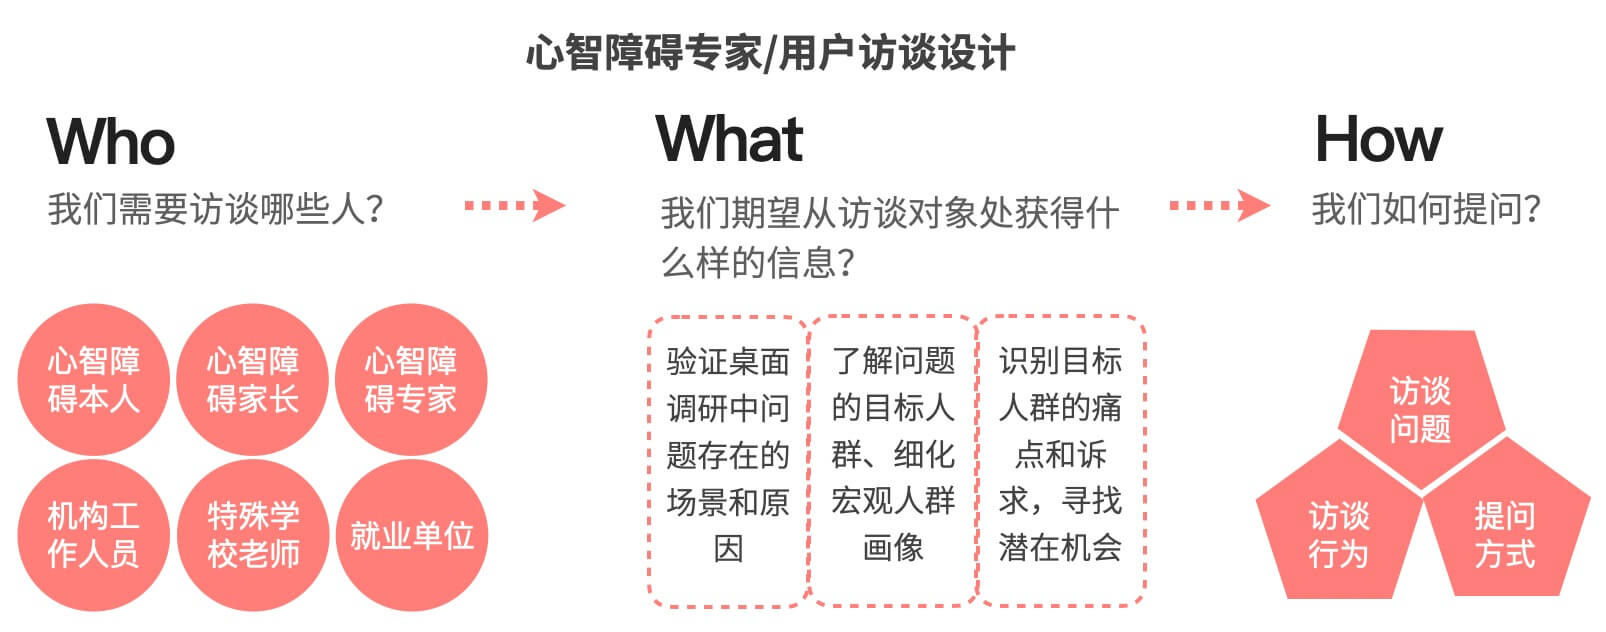 心智障碍专家/用户访谈设计
Who
我们需要访谈哪些人？
What
我们期望从访谈对象处获得什
么样的信息？
How
我们如何提问？
心智障
碍本人
心智障
碍家长
心智障
碍专家
机构工
作人员
特殊学
校老师
就业单位
验证桌面
调研中问
题存在的
场景和原
因
了解问题
的目标人
群、细化
宏观人群
画像
识别目标
人群的痛
点和诉
求，寻找
潜在机会
访谈
问题
访谈
行为
提问
方式